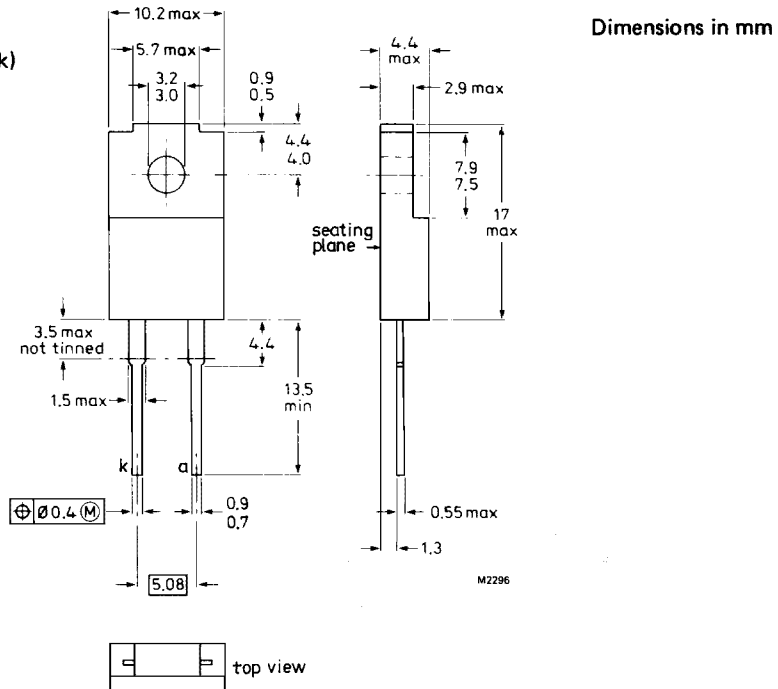 Dimensions in mm
k)
10.2 max
5.7 max
3.2
3.0
0.9
0.5
4.4
4.0
4.4
max
2.9 max
7.9
7.5
17
max
seating
plane
3.5 max
not tinned
4.4
13.5
min
1.5 max
k
a
Ø 0.4 Ⓜ
0.9
0.7
0.55 max
1.3
5.08
M2296
top view